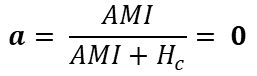 a = AMI / (AMI + H_c) = 0